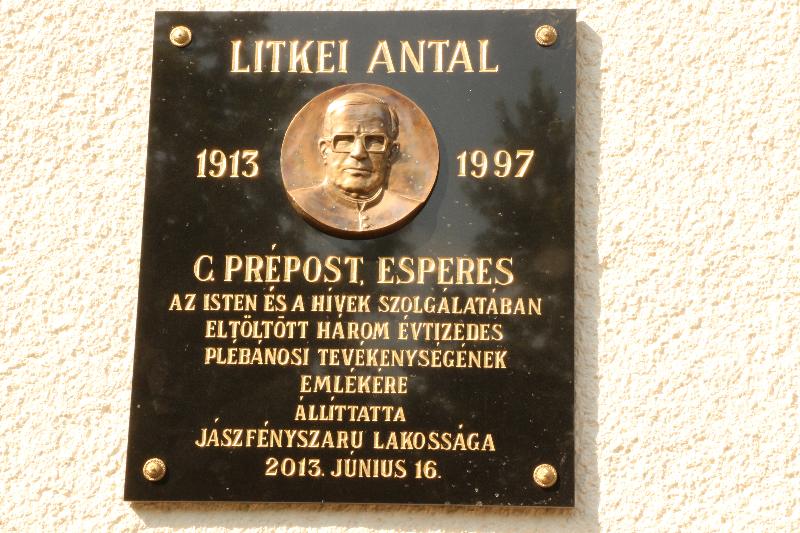 LITKEI ANTAL
1913 1997
C. PRÉPOST, ESPERES
AZ ISTEN ÉS A HÍVEK SZOLGÁLATÁBAN
ELTÖLTÖTT HÁROM ÉVTIZEDES
PLÉBÁNOSI TEVÉKENYSÉGÉNEK
EMLÉKÉRE
ÁLLÍTTATTA
JÁSZFÉNYSZARU LAKOSSÁGA
2013. JÚNIUS 16.